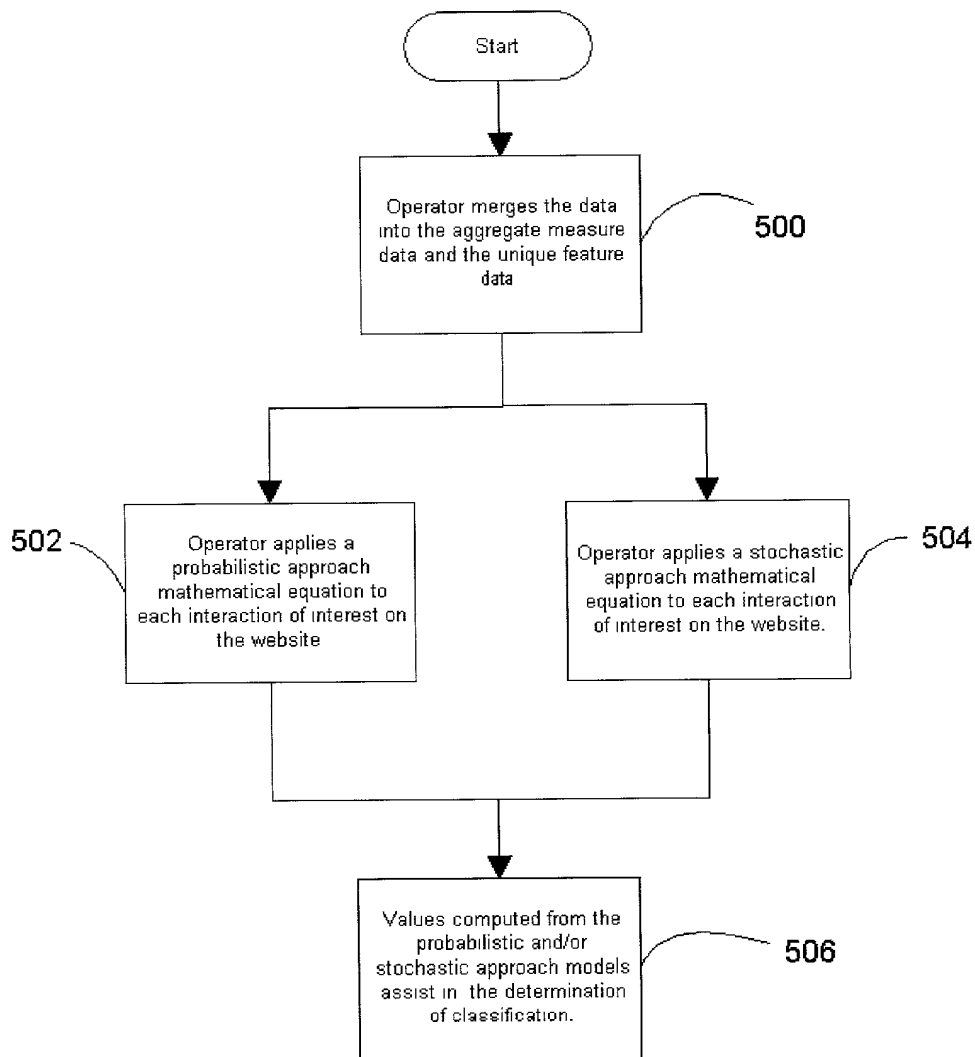 Start
Operator merges the data
into the aggregate measure
data and the unique feature
data
500
502
Operator applies a
probabilistic approach
mathematical equation to
each interaction of interest on
the website
Operator applies a stochastic
approach mathematical
equation to each interaction
of interest on the website.
504
Values computed from the
probabilistic and/or
stochastic approach models
assist in the determination
of classification.
506